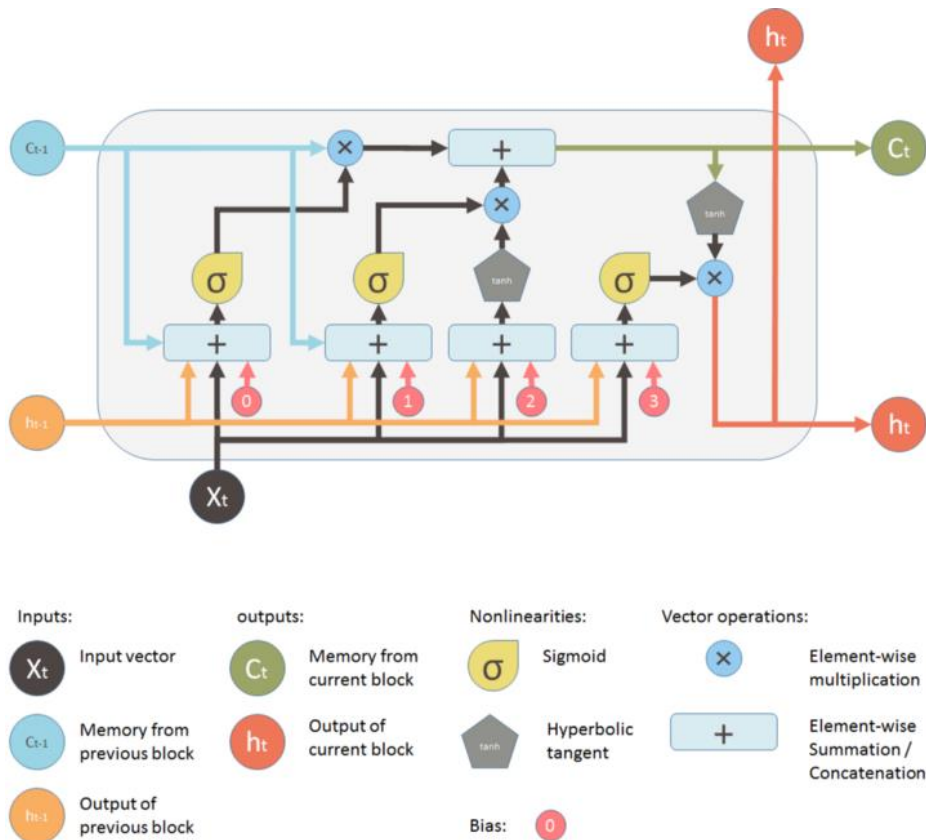 hₜ
Cₜ₋₁
×
+
Cₜ
×
tanh
σ
σ
tanh
σ
×
+
+
+
+
0
1
2
3
hₜ₋₁
hₜ
Xₜ
Inputs:
outputs:
Nonlinearities:
Vector operations:
Xₜ
Input vector
Cₜ
Memory from
current block
σ
Sigmoid
×
Element-wise
multiplication
Cₜ₋₁
Memory from
previous block
hₜ
Output of
current block
tanh
Hyperbolic
tangent
+
Element-wise
Summation /
Concatenation
hₜ₋₁
Output of
previous block
Bias:
0